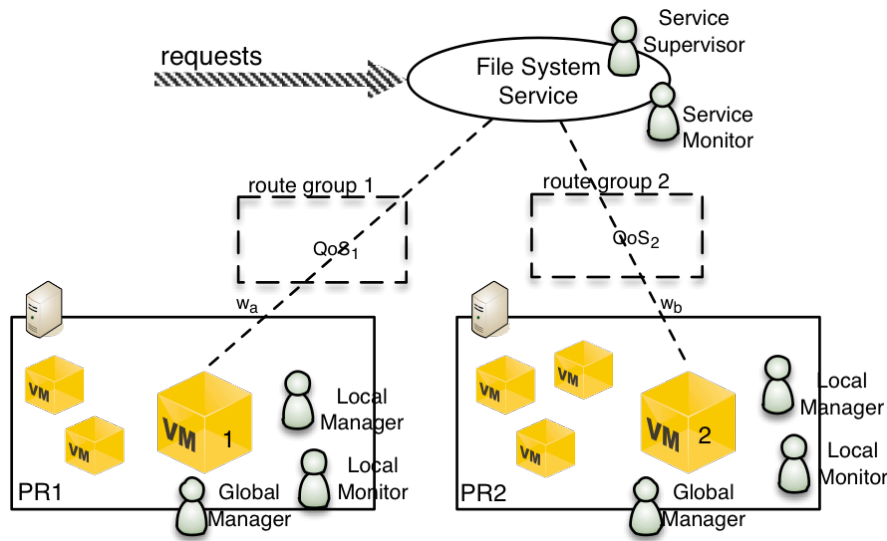 Service
Supervisor
requests
File System
Service
Service
Monitor
route group 1
route group 2
QoS1
QoS2
wa
wb
VM
VM
VM 1
Local
Manager
Local
Monitor
PR1
Global
Manager
VM
VM
VM
VM 2
Local
Manager
Local
Monitor
PR2
Global
Manager